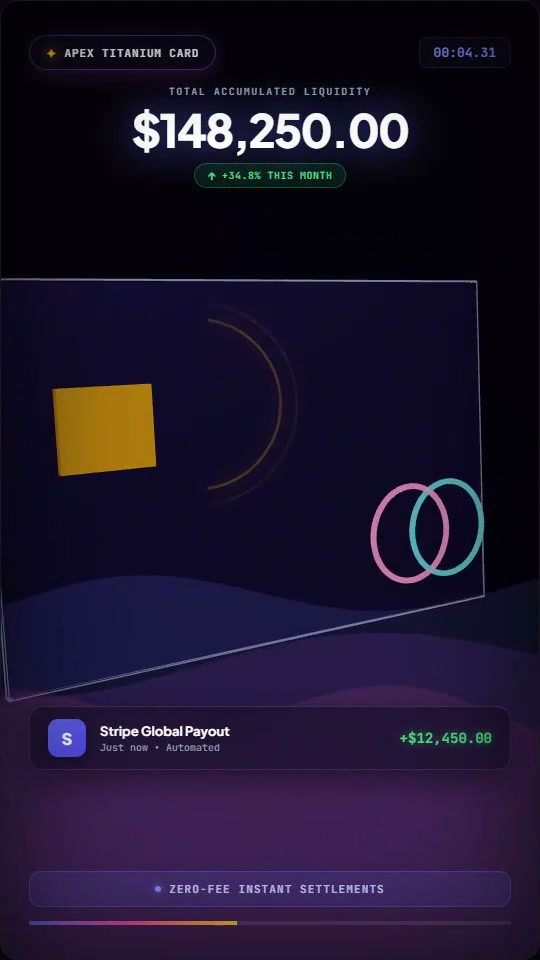 ✦ APEX TITANIUM CARD
00:04.31
TOTAL ACCUMULATED LIQUIDITY
$148,250.00
↑ +34.8% THIS MONTH
S
Stripe Global Payout
+$12,450.00
Just now • Automated
ZERO-FEE INSTANT SETTLEMENTS